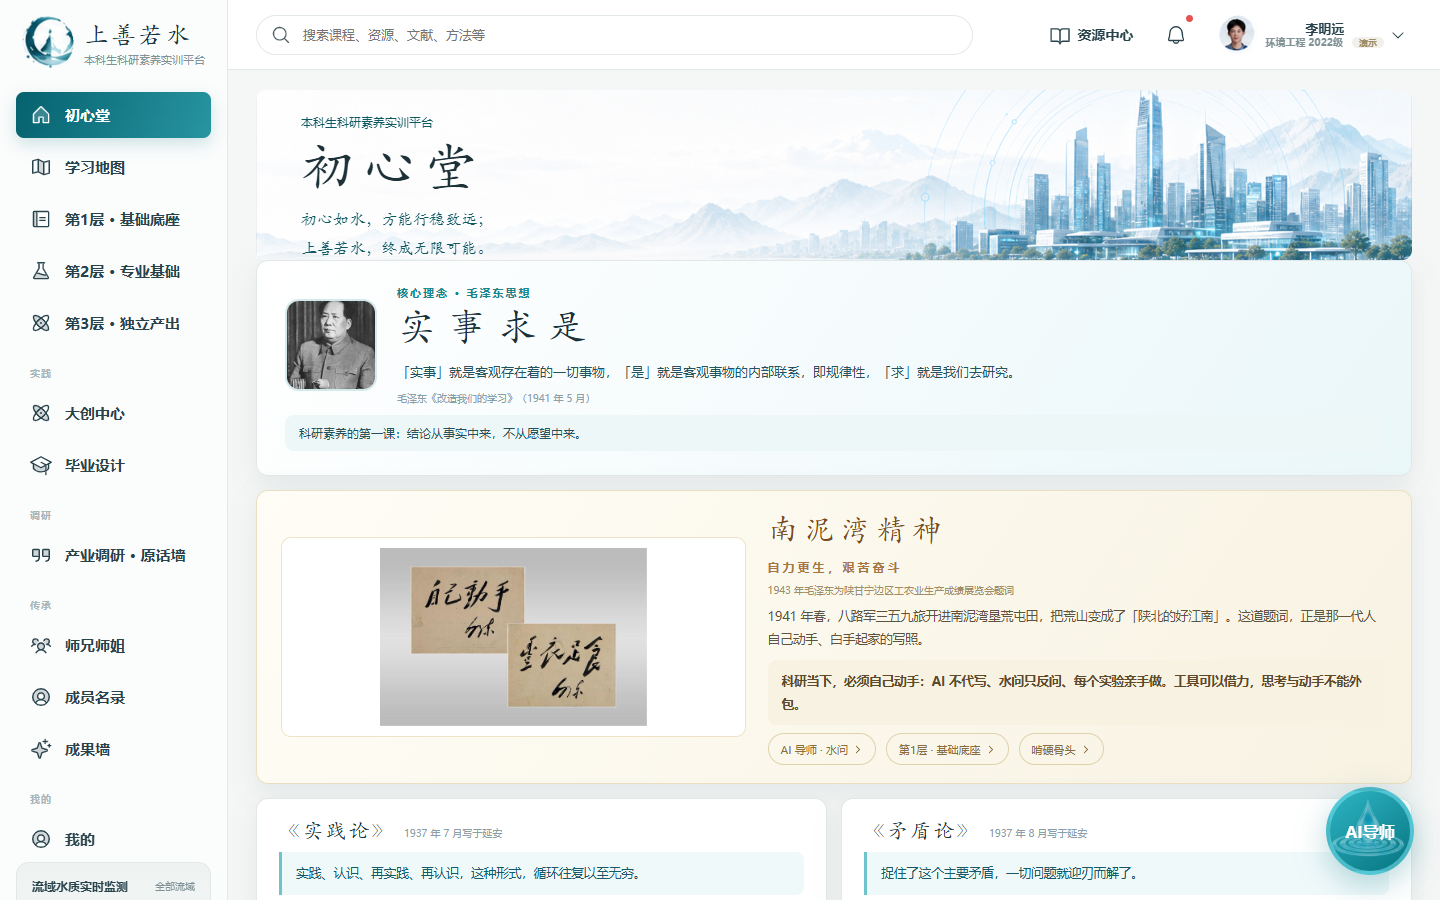 上善若水
本科生科研素养实训平台
搜索课程、资源、文献、方法等
资源中心
李明远
环境工程 2022级
演示
初心堂
学习地图
第1层·基础底座
第2层·专业基础
第3层·独立产出
实践
大创中心
毕业设计
调研
产业调研·原话墙
传承
师兄师姐
成员名录
成果墙
我的
我的
流域水质实时监测
全部流域
本科生科研素养实训平台
初心堂
初心如水，方能行稳致远；
上善若水，终成无限可能。
核心理念·毛泽东思想
实事求是
「实事」就是客观存在着的一切事物，「是」就是客观事物的内部联系，即规律性，「求」就是我们去研究。
毛泽东《改造我们的学习》（1941 年 5 月）
科研素养的第一课：结论从事实中来，不从愿望中来。
自己動手
豐衣足食
南泥湾精神
自力更生，艰苦奋斗
1943 年毛泽东为陕甘宁边区工农业生产成绩展览会题词
1941 年春，八路军三五九旅开进南泥湾垦荒屯田，把荒山变成了「陕北的好江南」。这道题词，正是那一代人
自己动手、白手起家的写照。
科研当下，必须自己动手：AI 不代写、水问只反问、每个实验亲手做。工具可以借力，思考与动手不能外
包。
AI 导师 · 水问
第1层 · 基础底座
啃硬骨头
《实践论》
1937 年 7 月写于延安
实践、认识、再实践、再认识，这种形式，循环往复以至无穷。
《矛盾论》
1937 年 8 月写于延安
捉住了这个主要矛盾，一切问题就迎刃而解了。
AI导师